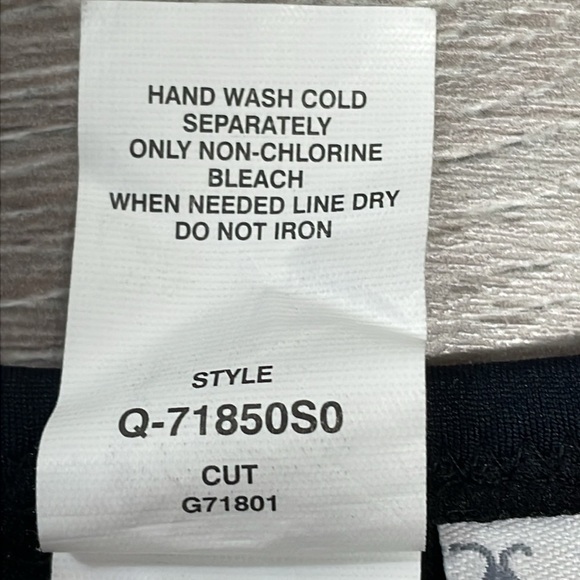 HAND WASH COLD
SEPARATELY
ONLY NON-CHLORINE
BLEACH
WHEN NEEDED LINE DRY
DO NOT IRON
STYLE
Q-71850S0
CUT
G71801